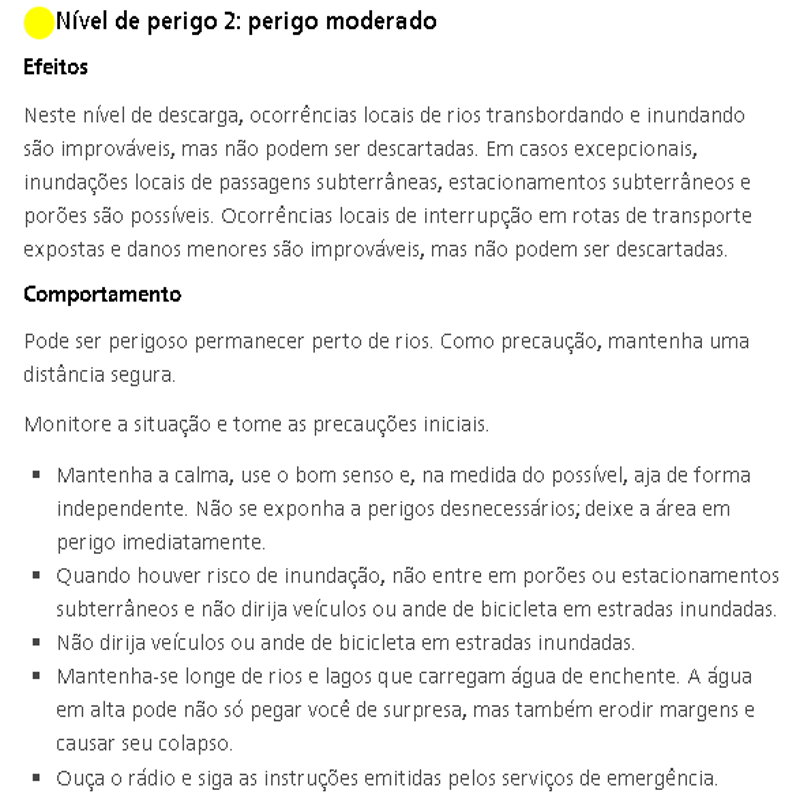 Nível de perigo 2: perigo moderado
Efeitos
Neste nível de descarga, ocorrências locais de rios transbordando e inundando
são improváveis, mas não podem ser descartadas. Em casos excepcionais,
inundações locais de passagens subterrâneas, estacionamentos subterrâneos e
porões são possíveis. Ocorrências locais de interrupção em rotas de transporte
expostas e danos menores são improváveis, mas não podem ser descartadas.
Comportamento
Pode ser perigoso permanecer perto de rios. Como precaução, mantenha uma
distância segura.
Monitore a situação e tome as precauções iniciais.
▪ Mantenha a calma, use o bom senso e, na medida do possível, aja de forma
independente. Não se exponha a perigos desnecessários; deixe a área em
perigo imediatamente.
▪ Quando houver risco de inundação, não entre em porões ou estacionamentos
subterrâneos e não dirija veículos ou ande de bicicleta em estradas inundadas.
▪ Não dirija veículos ou ande de bicicleta em estradas inundadas.
▪ Mantenha-se longe de rios e lagos que carregam água de enchente. A água
em alta pode não só pegar você de surpresa, mas também erodir margens e
causar seu colapso.
▪ Ouça o rádio e siga as instruções emitidas pelos serviços de emergência.